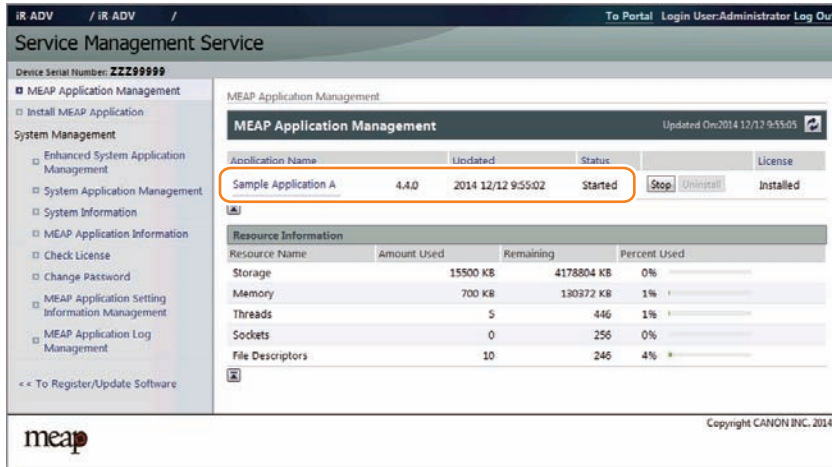 iR-ADV / iR-ADV / To Portal Login User:Administrator Log Ou
Service Management Service
Device Serial Number: ZZZ99999
MEAP Application Management
Install MEAP Application
System Management
Enhanced System Application
Management
System Application Management
System Information
MEAP Application Information
Check License
Change Password
MEAP Application Setting
Information Management
MEAP Application Log
Management
<< To Register/Update Software
MEAP Application Management
MEAP Application Management Updated On:2014 12/12 9:55:05
Application Name Updated Status License
Sample Application A 4.4.0 2014 12/12 9:55:02 Started Stop Uninstall Installed
Resource Information
Resource Name Amount Used Remaining Percent Used
Storage 15500 KB 4178804 KB 0%
Memory 700 KB 130372 KB 1%
Threads 5 446 1%
Sockets 0 256 0%
File Descriptors 10 246 4%
Copyright CANON INC. 2014
meap